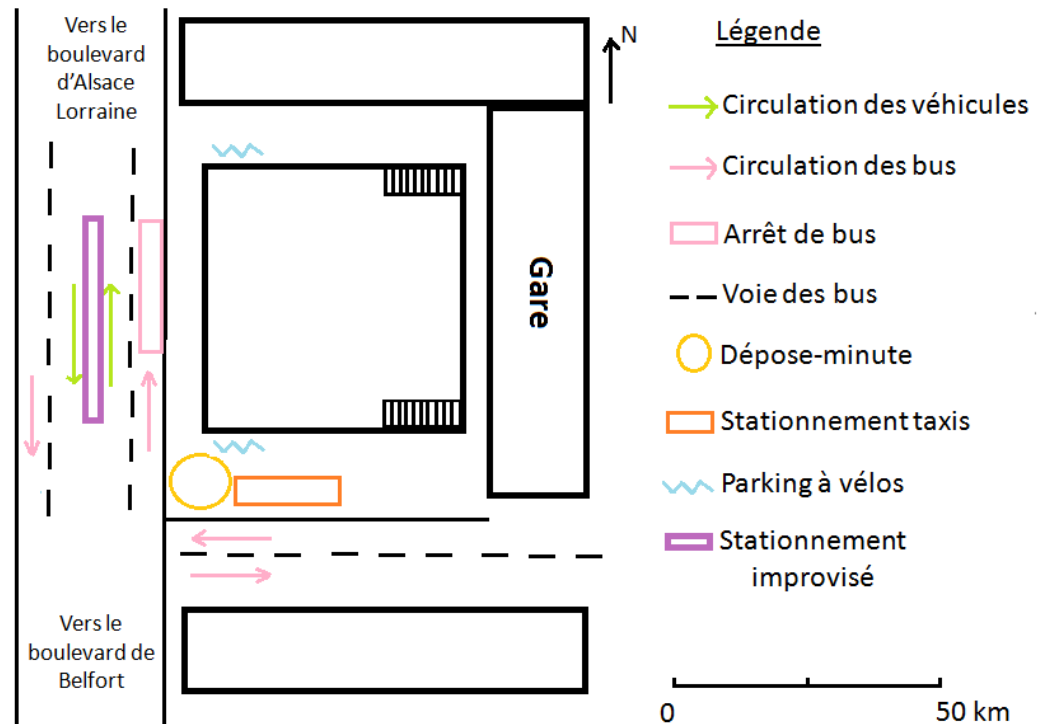 Vers le
boulevard
d'Alsace
Lorraine
N
Gare
Vers le
boulevard de
Belfort
Légende
Circulation des véhicules
Circulation des bus
Arrêt de bus
Voie des bus
Dépose-minute
Stationnement taxis
Parking à vélos
Stationnement
improvisé
0
50 km